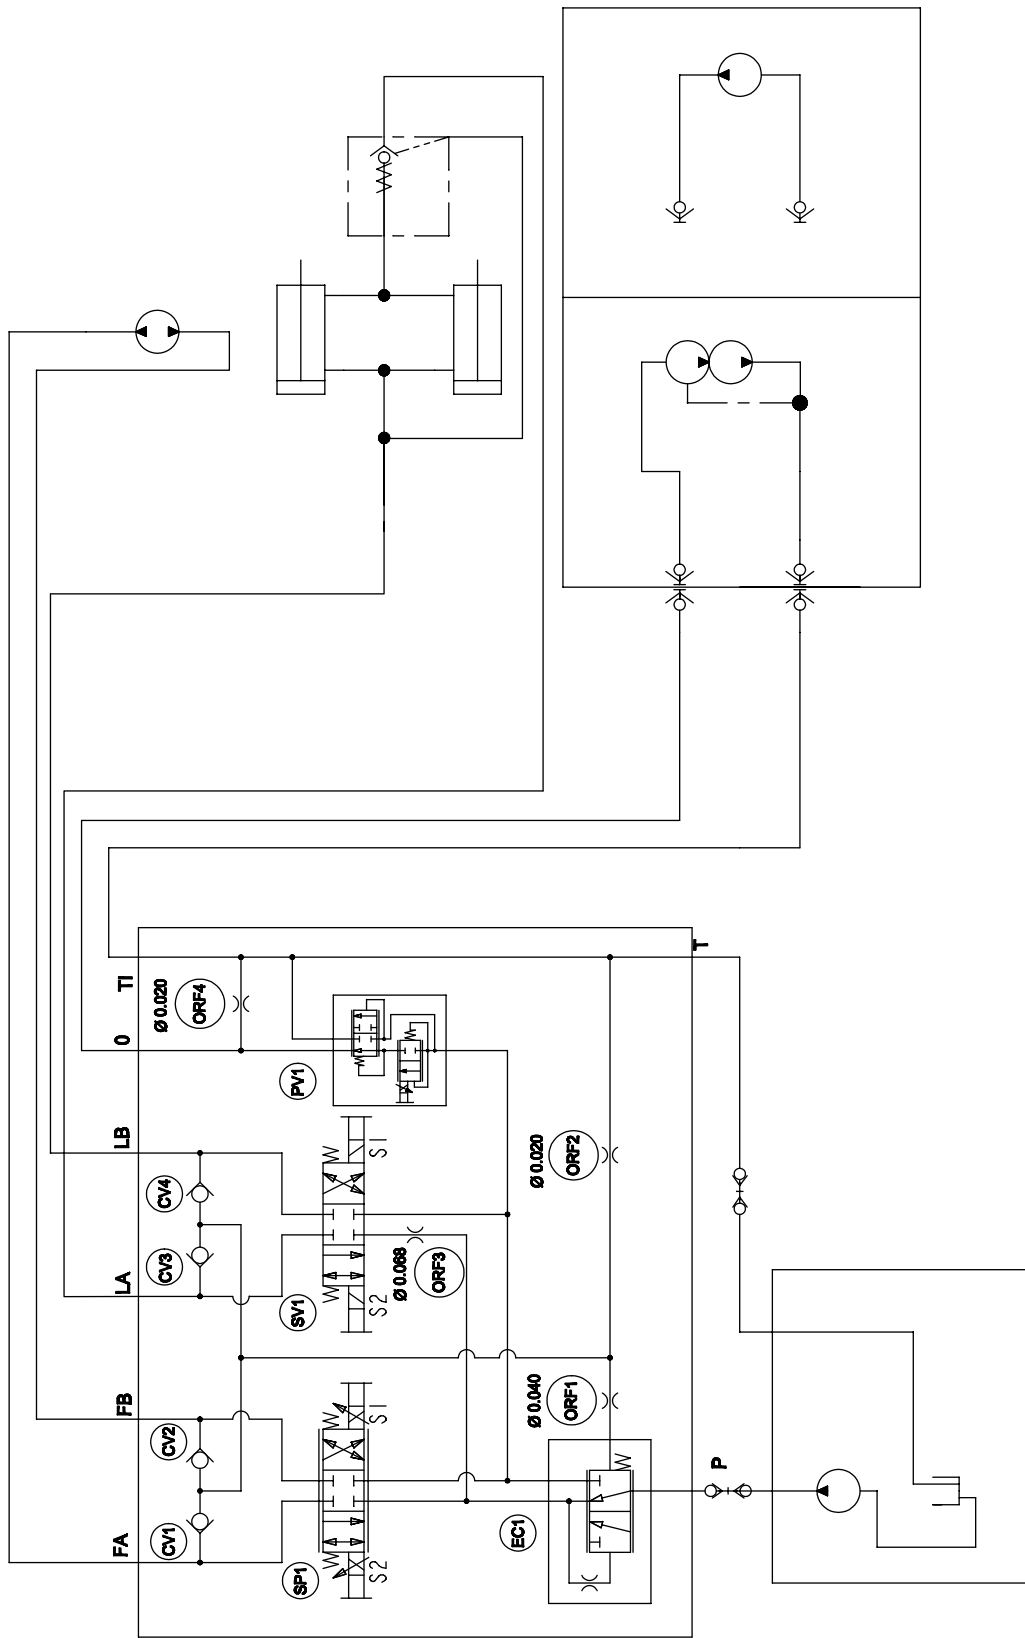 TI
O
LB
LA
FB
FA
Ø 0.020
ORF4
PV1
CV4
CV3
S1
S2
SV1
Ø 0.068
ORF3
Ø 0.020
ORF2
T
CV2
CV1
S1
S2
SP1
Ø 0.040
ORF1
EC1
P